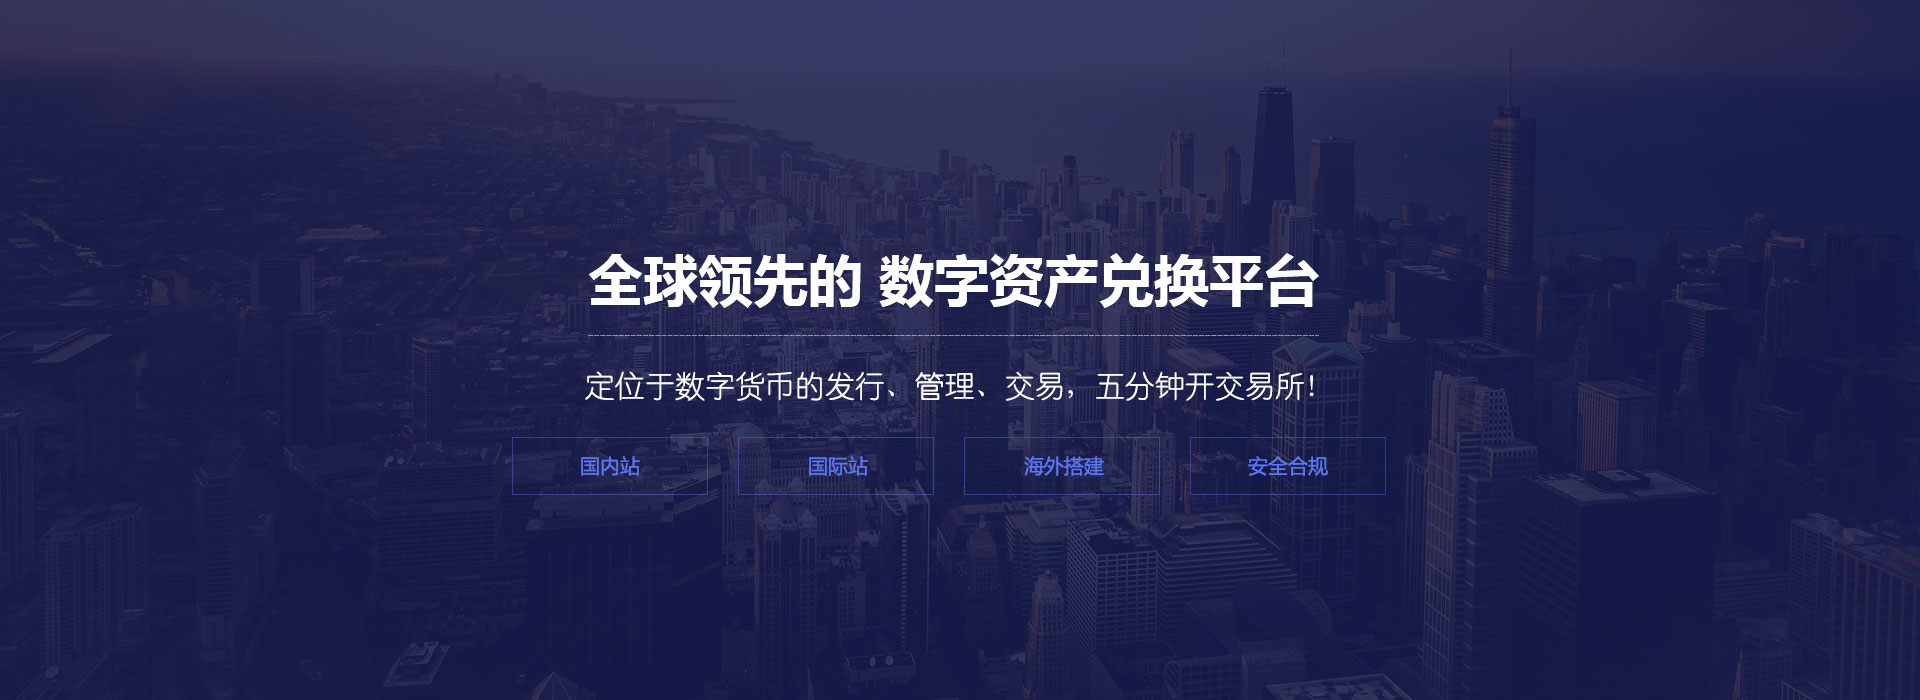 全球领先的 数字资产兑换平台
定位于数字货币的发行、管理、交易，五分钟开交易所！
国内站 国际站 海外搭建 安全合规